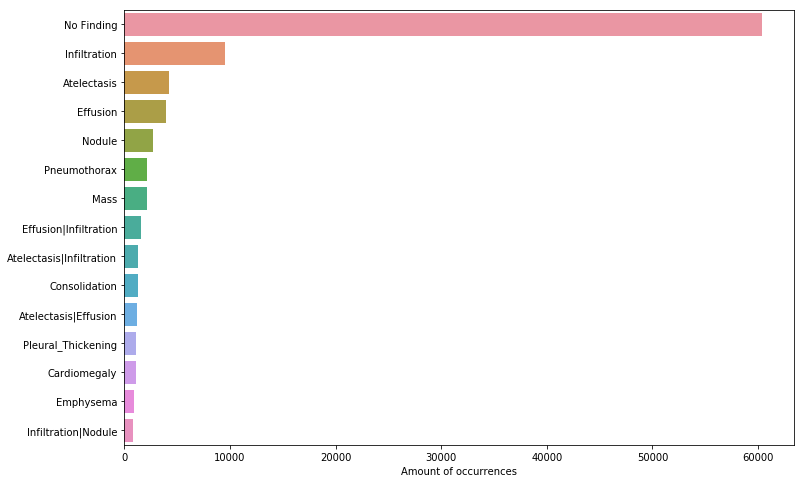 No Finding
Infiltration
Atelectasis
Effusion
Nodule
Pneumothorax
Mass
Effusion|Infiltration
Atelectasis|Infiltration
Consolidation
Atelectasis|Effusion
Pleural_Thickening
Cardiomegaly
Emphysema
Infiltration|Nodule
0 10000 20000 30000 40000 50000 60000
Amount of occurrences